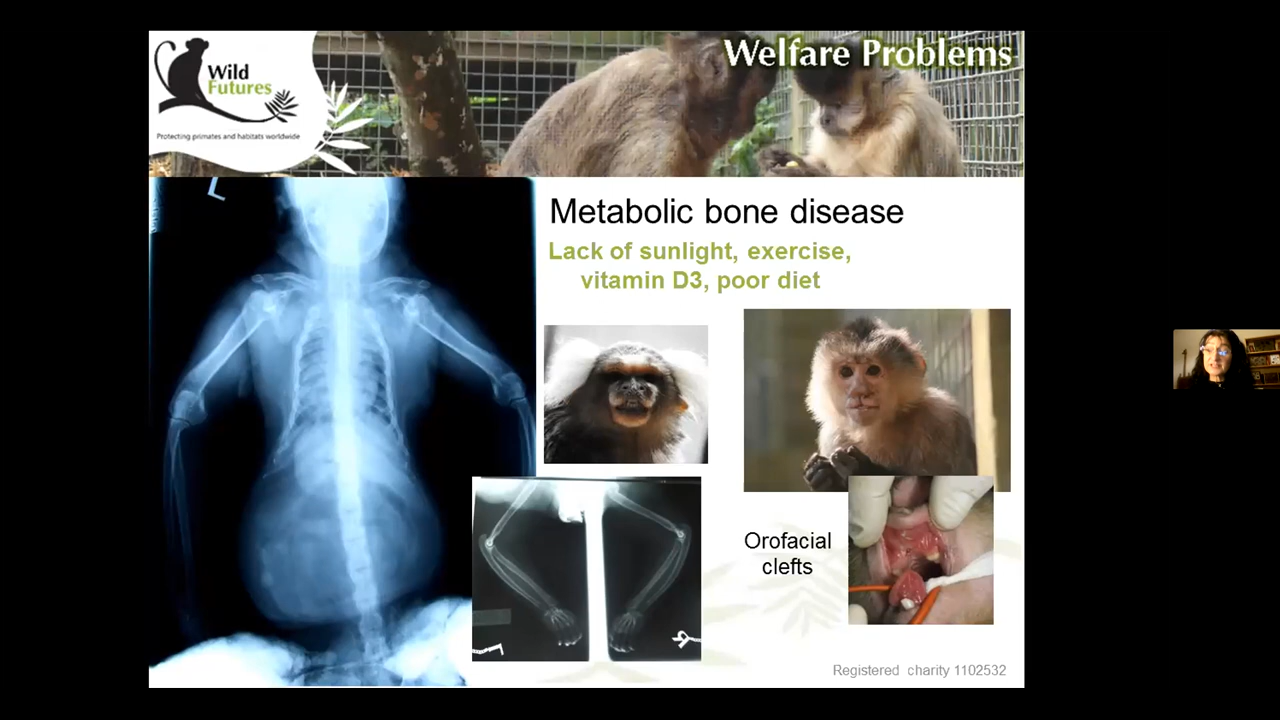 Welfare Problems
Wild
Futures
Protecting primates and habitats worldwide
L
Metabolic bone disease
Lack of sunlight, exercise,
vitamin D3, poor diet
Orofacial
clefts
L
R
Registered charity 1102532